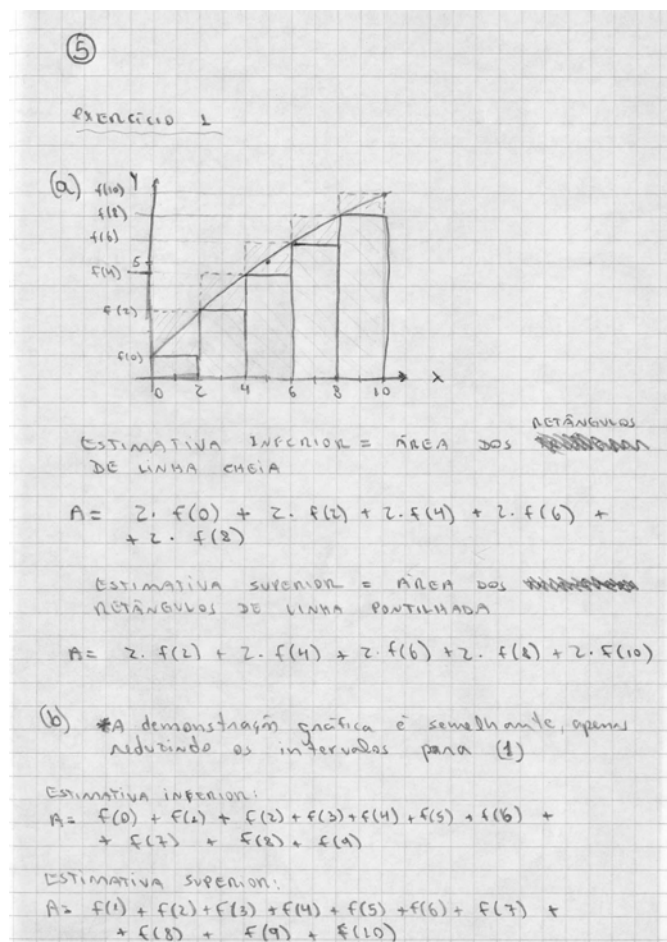 5
EXERCÍCIO 1
(a) f(10) Y
f(8)
f(6)
5
f(4)
f(2)
f(0)
0 2 4 6 8 10 x
RETÂNGULOS
ESTIMATIVA INFERIOR = ÁREA DOS
DE LINHA CHEIA
A = 2. f(0) + 2. f(2) + 2. f(4) + 2. f(6) +
+ 2. f(8)
ESTIMATIVA SUPERIOR = ÁREA DOS
RETÂNGULOS DE LINHA PONTILHADA
A = 2. f(2) + 2. f(4) + 2. f(6) + 2. f(8) + 2. f(10)
(b) *A demonstração gráfica é semelhante, apenas
reduzindo os intervalos para (1)
ESTIMATIVA INFERIOR:
A = f(0) + f(1) + f(2) + f(3) + f(4) + f(5) + f(6) +
+ f(7) + f(8) + f(9)
ESTIMATIVA SUPERIOR:
A = f(1) + f(2) + f(3) + f(4) + f(5) + f(6) + f(7) +
+ f(8) + f(9) + f(10)